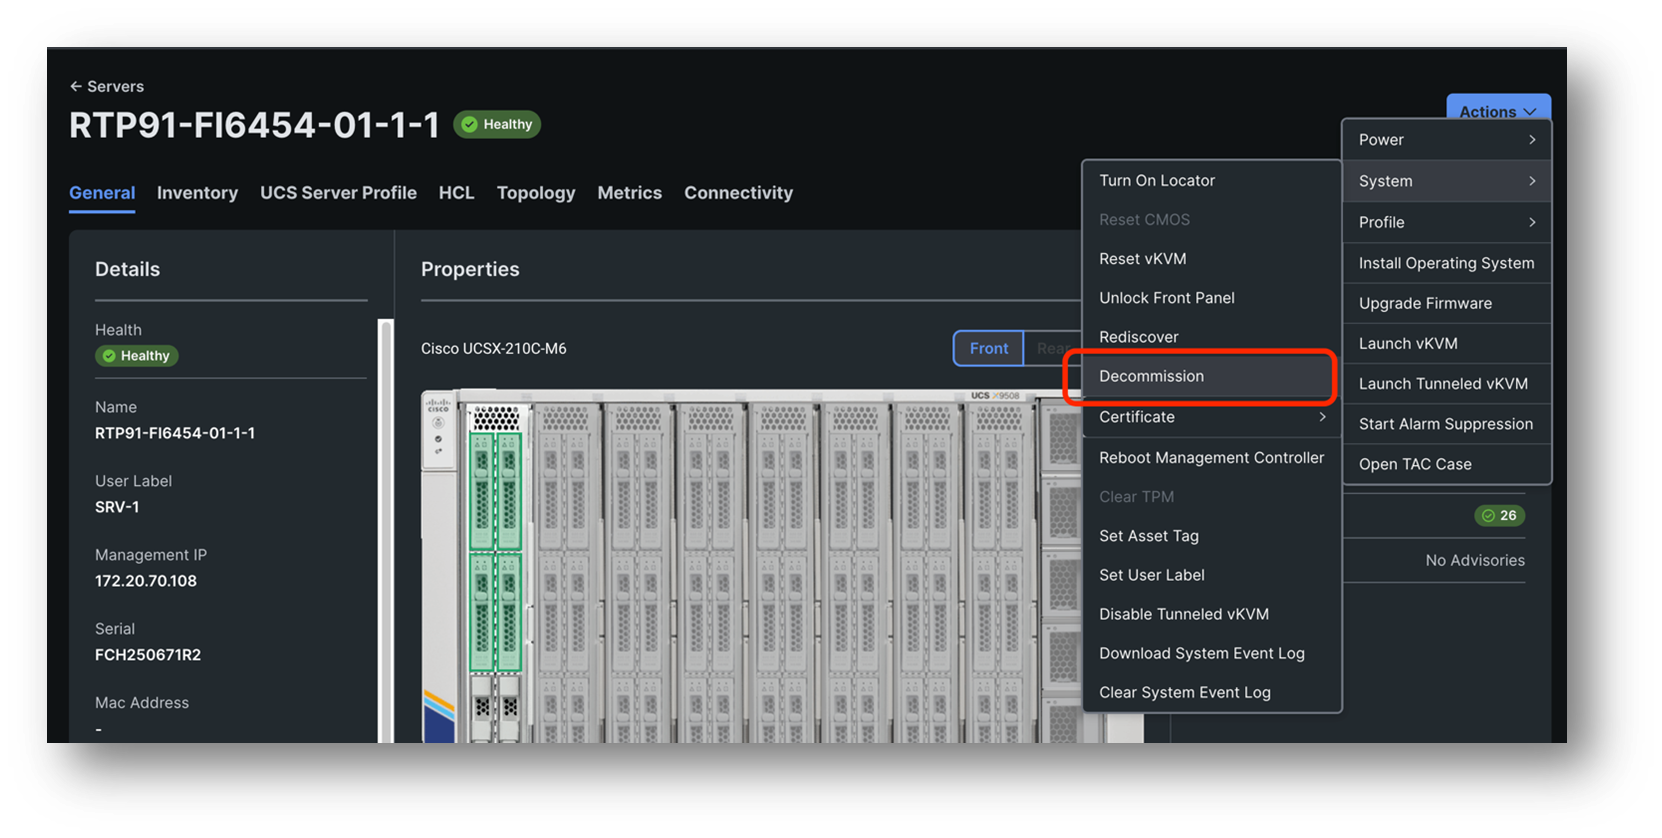 ← Servers
RTP91-FI6454-01-1-1 Healthy
Actions
General Inventory UCS Server Profile HCL Topology Metrics Connectivity
Details
Health
Healthy
Name
RTP91-FI6454-01-1-1
User Label
SRV-1
Management IP
172.20.70.108
Serial
FCH250671R2
Mac Address
-
Properties
Cisco UCSX-210C-M6
Front Rear
CISCO
UCS X9508
Turn On Locator
Reset CMOS
Reset vKVM
Unlock Front Panel
Rediscover
Decommission
Certificate
Reboot Management Controller
Clear TPM
Set Asset Tag
Set User Label
Disable Tunneled vKVM
Download System Event Log
Clear System Event Log
Power
System
Profile
Install Operating System
Upgrade Firmware
Launch vKVM
Launch Tunneled vKVM
Start Alarm Suppression
Open TAC Case
26
No Advisories